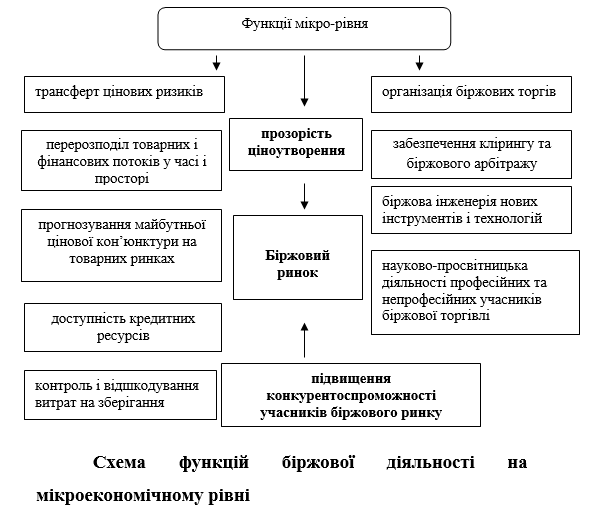 Функції мікро-рівня
трансферт цінових ризиків
перерозподіл товарних і
фінансових потоків у часі і
просторі
прогнозування майбутньої
цінової кон’юнктури на
товарних ринках
доступність кредитних
ресурсів
контроль і відшкодування
витрат на зберігання
прозорість
ціноутворення
Біржовий
ринок
підвищення
конкурентоспроможності
учасників біржового ринку
організація біржових торгів
забезпечення клірингу та
біржового арбітражу
біржова інженерія нових
інструментів і технологій
науково-просвітницька
діяльності професійних та
непрофесійних учасників
біржової торгівлі
Схема функцій біржової діяльності на
мікроекономічному рівні